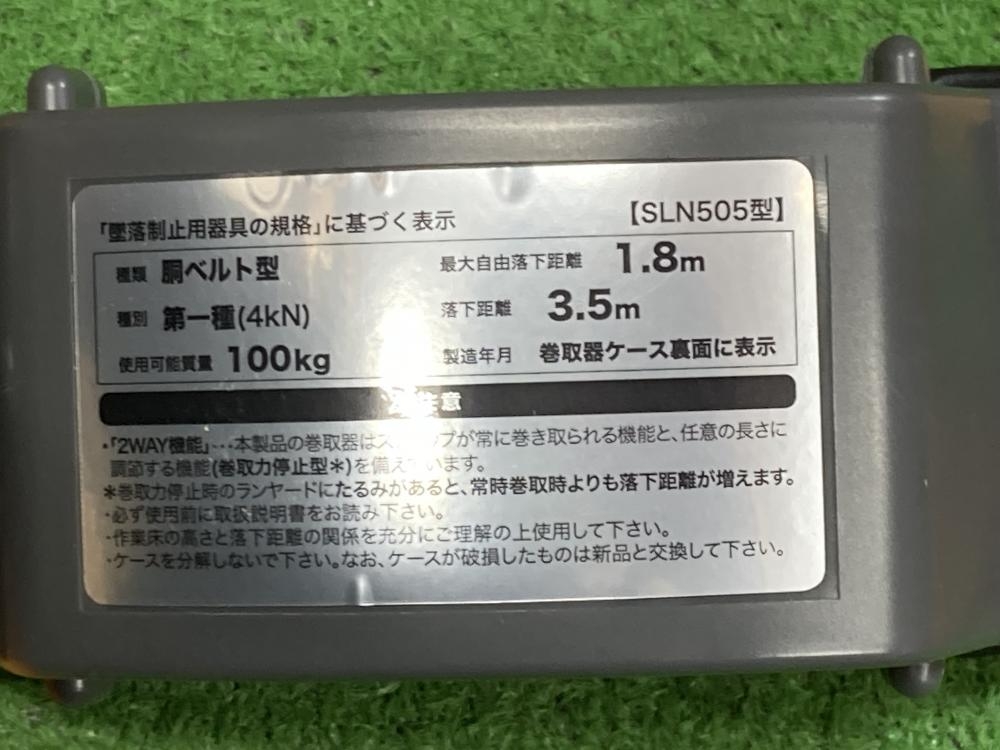 「墜落制止用器具の規格」に基づく表示 【SLN505型】
種類 胴ベルト型 最大自由落下距離 1.8m
種別 第一種(4kN) 落下距離 3.5m
使用可能質量 100kg 製造年月 巻取器ケース裏面に表示
注意
・「2WAY機能」…本製品の巻取器はストラップが常に巻き取られる機能と、任意の長さに
調節する機能(巻取力停止型＊)を備えています。
＊巻取力停止時のランヤードにたるみがあると、常時巻取時よりも落下距離が増えます。
・必ず使用前に取扱説明書をお読み下さい。
・作業床の高さと落下距離の関係を充分にご理解の上使用して下さい。
・ケースを分解しないで下さい。なお、ケースが破損したものは新品と交換して下さい。